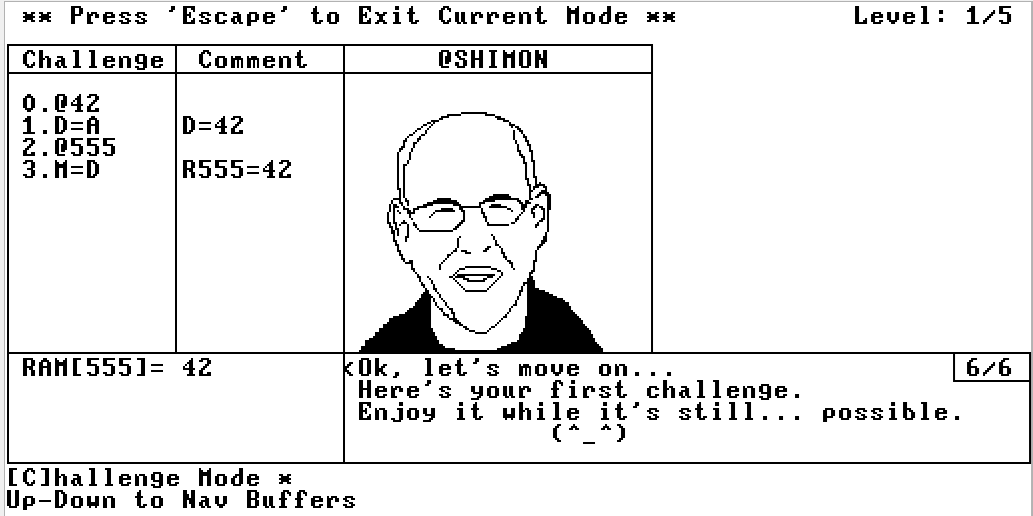 ** Press 'Escape' to Exit Current Mode ** Level: 1/5
Challenge Comment @SHIMON
0.@42
1.D=A D=42
2.@555
3.M=D R555=42
RAM[555]= 42
<Ok, let's move on... 6/6
Here's your first challenge.
Enjoy it while it's still... possible.
(^_^)
[C]hallenge Mode *
Up-Down to Nav Buffers